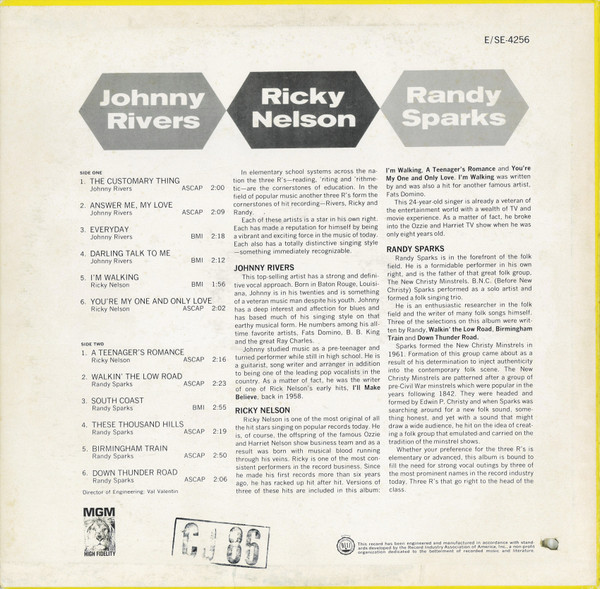 E/SE-4256
Johnny
Rivers
Ricky
Nelson
Randy
Sparks
SIDE ONE
1. THE CUSTOMARY THING
Johnny Rivers ASCAP 2:00
2. ANSWER ME, MY LOVE
Johnny Rivers ASCAP 2:09
3. EVERYDAY
Johnny Rivers BMI 2:18
4. DARLING TALK TO ME
Johnny Rivers BMI 2:12
5. I'M WALKING
Ricky Nelson BMI 1:56
6. YOU'RE MY ONE AND ONLY LOVE
Ricky Nelson ASCAP 2:02
SIDE TWO
1. A TEENAGER'S ROMANCE
Ricky Nelson ASCAP 2:16
2. WALKIN' THE LOW ROAD
Randy Sparks ASCAP 2:23
3. SOUTH COAST
Randy Sparks BMI 2:55
4. THESE THOUSAND HILLS
Randy Sparks ASCAP 2:19
5. BIRMINGHAM TRAIN
Randy Sparks ASCAP 2:50
6. DOWN THUNDER ROAD
Randy Sparks ASCAP 2:06
Director of Engineering: Val Valentin
In elementary school systems across the na-
tion the three R's—reading, 'riting and 'rithme-
tic—are the cornerstones of education. In the
field of popular music another three R's form the
cornerstones of hit recording—Rivers, Ricky and
Randy.
Each of these artists is a star in his own right.
Each has made a reputation for himself by being
a vibrant and exciting force in the music of today.
Each also has a totally distinctive singing style
—something immediately recognizable.
JOHNNY RIVERS
This top-selling artist has a strong and defini-
tive vocal approach. Born in Baton Rouge, Louisi-
ana, Johnny is in his twenties and is something
of a veteran music man despite his youth. Johnny
has a deep interest and affection for blues and
has based much of his singing style on that
earthy musical form. He numbers among his all-
time favorite artists, Fats Domino, B. B. King
and the great Ray Charles.
Johnny studied music as a pre-teenager and
turned performer while still in high school. He is
a guitarist, song writer and arranger in addition
to being one of the leading pop vocalists in the
country. As a matter of fact, he was the writer
of one of Rick Nelson's early hits, I'll Make
Believe, back in 1958.
RICKY NELSON
Ricky Nelson is one of the most original of all
the hit stars singing on popular records today. He
is, of course, the offspring of the famous Ozzie
and Harriet Nelson show business team and as a
result was born with musical blood running
through his veins. Ricky is one of the most con-
sistent performers in the record business. Since
he made his first records more than six years
ago, he has racked up hit after hit. Versions of
three of these hits are included in this album:
I'm Walking, A Teenager's Romance and You're
My One and Only Love. I'm Walking was written
by and was also a hit for another famous artist,
Fats Domino.
This 24-year-old singer is already a veteran of
the entertainment world with a wealth of TV and
movie experience. As a matter of fact, he broke
into the Ozzie and Harriet TV show when he was
only eight years old.
RANDY SPARKS
Randy Sparks is in the forefront of the folk
field. He is a formidable performer in his own
right, and is the father of that great folk group,
The New Christy Minstrels. B.N.C. (Before New
Christy) Sparks performed as a solo artist and
formed a folk singing trio.
He is an enthusiastic researcher in the folk
field and the writer of many folk songs himself.
Three of the selections on this album were writ-
ten by Randy, Walkin' the Low Road, Birmingham
Train and Down Thunder Road.
Sparks formed the New Christy Minstrels in
1961. Formation of this group came about as a
result of his determination to inject authenticity
into the contemporary folk scene. The New
Christy Minstrels are patterned after a group of
pre-Civil War minstrels which were popular in the
years following 1842. They were headed and
formed by Edwin P. Christy and when Sparks was
searching around for a new folk sound, some-
thing honest, and yet with a sound that might
draw a wide audience, he hit on the idea of creat-
ing a folk group that emulated and carried on the
tradition of the minstrel shows.
Whether your preference for the three R's is
elementary or advanced, this album is bound to
fill the need for strong vocal outings by three of
the most prominent names in the record industry
today. Three R's that go right to the head of the
class.
MGM
HIGH FIDELITY
This record has been engineered and manufactured in accordance with stand-
ards developed by the Record Industry Association of America, Inc., a non-profit
organization dedicated to the betterment of recorded music and literature.